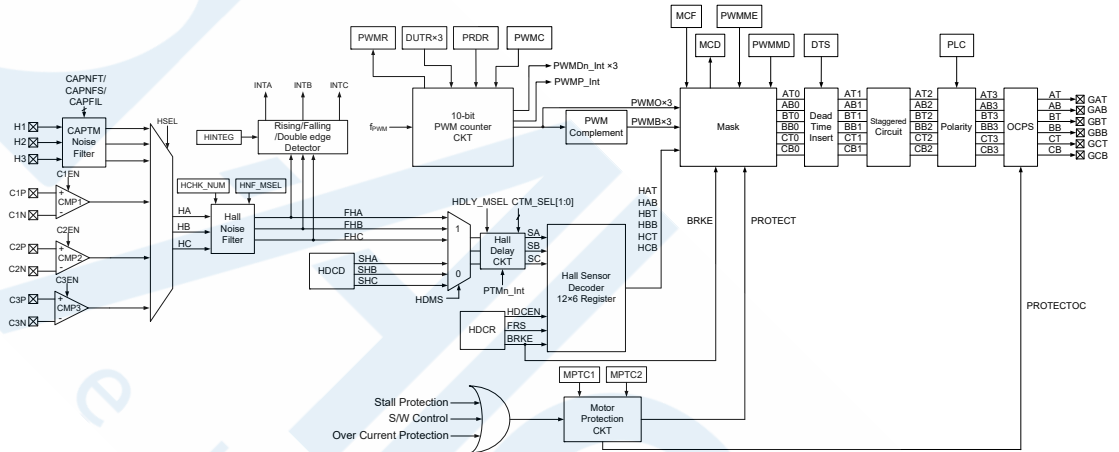 MCF
PWMME
MCD
PWMMD
DTS
PLC
PWMR
DUTR×3
PRDR
PWMC
PWMDn_Int ×3
PWMP_Int
CAPNFT/
CAPNFS/
CAPFIL
H1
H2
H3
CAPTM
Noise
Filter
HSEL
INTA
INTB
INTC
HINTEG
Rising/Falling
/Double edge
Detector
fPWM
10-bit
PWM counter
CKT
PWMO×3
PWM
Complement
PWMB×3
Mask
AT0
AB0
BT0
BB0
CT0
CB0
Dead
Time
Insert
AT1
AB1
BT1
BB1
CT1
CB1
Staggered
Circuit
AT2
AB2
BT2
BB2
CT2
CB2
Polarity
AT3
AB3
BT3
BB3
CT3
CB3
OCPS
AT
AB
BT
BB
CT
CB
GAT
GAB
GBT
GBB
GCT
GCB
C1EN
C1P
C1N
+
-
CMP1
C2EN
C2P
C2N
+
-
CMP2
C3EN
C3P
C3N
+
-
CMP3
HCHK_NUM
HNF_MSEL
HA
HB
HC
Hall
Noise
Filter
FHA
FHB
FHC
HDCD
SHA
SHB
SHC
1
0
HDMS
HDLY_MSEL
CTM_SEL[1:0]
Hall
Delay
CKT
PTMn_Int
SA
SB
SC
Hall Sensor
Decoder
12×6 Register
HDCR
HDCEN
FRS
BRKE
HAT
HAB
HBT
HBB
HCT
HCB
BRKE
PROTECT
PROTECTOC
MPTC1
MPTC2
Stall Protection
S/W Control
Over Current Protection
Motor
Protection
CKT